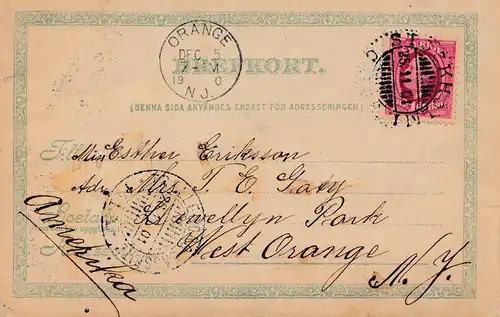 ORANGE
DEC 5
N.J.
BREFKORT.
(DENNA SIDA ANVÄNDES ENDAST FÖR ADRESSEREN.)
Till
Miss Esther Eriksson
Adr. Mrs. T. E. Gaty
Llewellyn Park
West Orange
N. Y.
Amerika